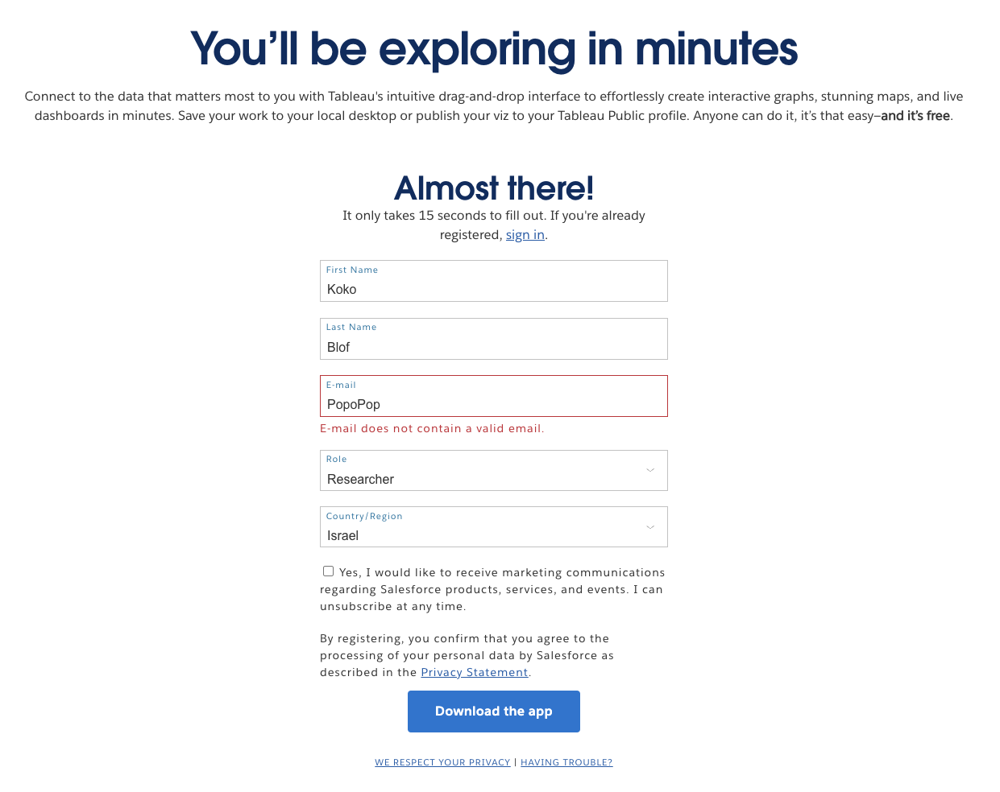 You’ll be exploring in minutes
Connect to the data that matters most to you with Tableau's intuitive drag-and-drop interface to effortlessly create interactive graphs, stunning maps, and live
dashboards in minutes. Save your work to your local desktop or publish your viz to your Tableau Public profile. Anyone can do it, it’s that easy—and it’s free.
Almost there!
It only takes 15 seconds to fill out. If you're already
registered, sign in.
First Name
Koko
Last Name
Blof
E-mail
PopoPop
E-mail does not contain a valid email.
Role
Researcher
Country/Region
Israel
Yes, I would like to receive marketing communications
regarding Salesforce products, services, and events. I can
unsubscribe at any time.
By registering, you confirm that you agree to the
processing of your personal data by Salesforce as
described in the Privacy Statement.
Download the app
WE RESPECT YOUR PRIVACY | HAVING TROUBLE?